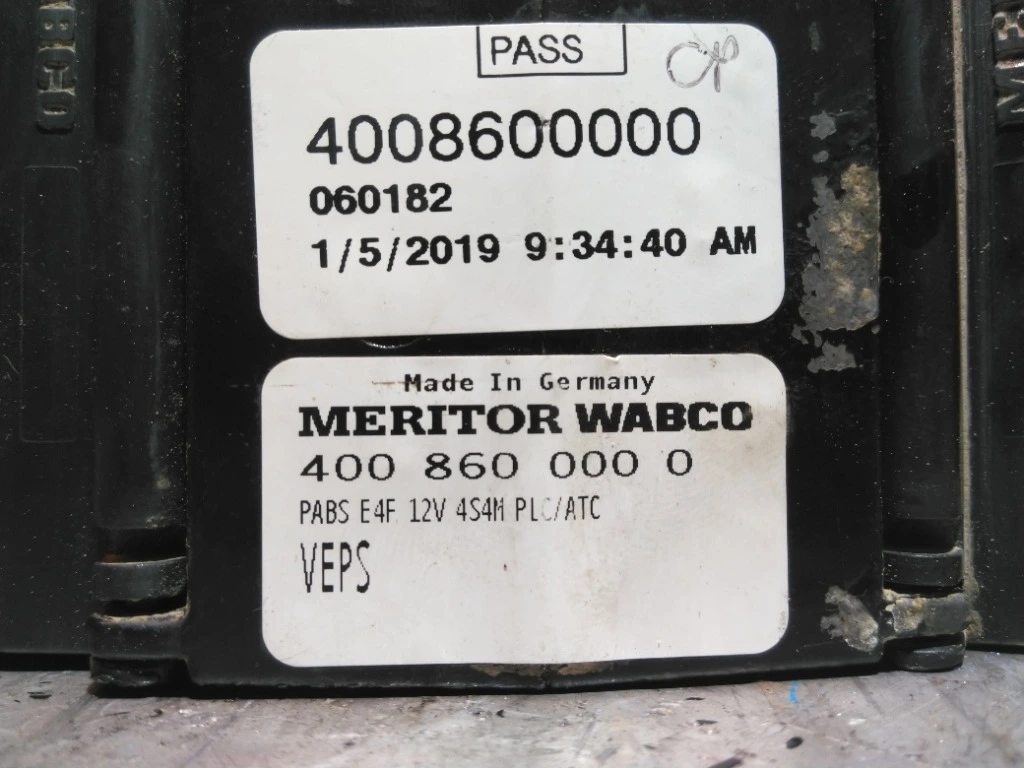 PASS
4008600000
060182
1/5/2019 9:34:40 AM
Made In Germany
MERITOR WABCO
400 860 000 0
PABS E4F 12V 4S4M PLC/ATC
VEPS